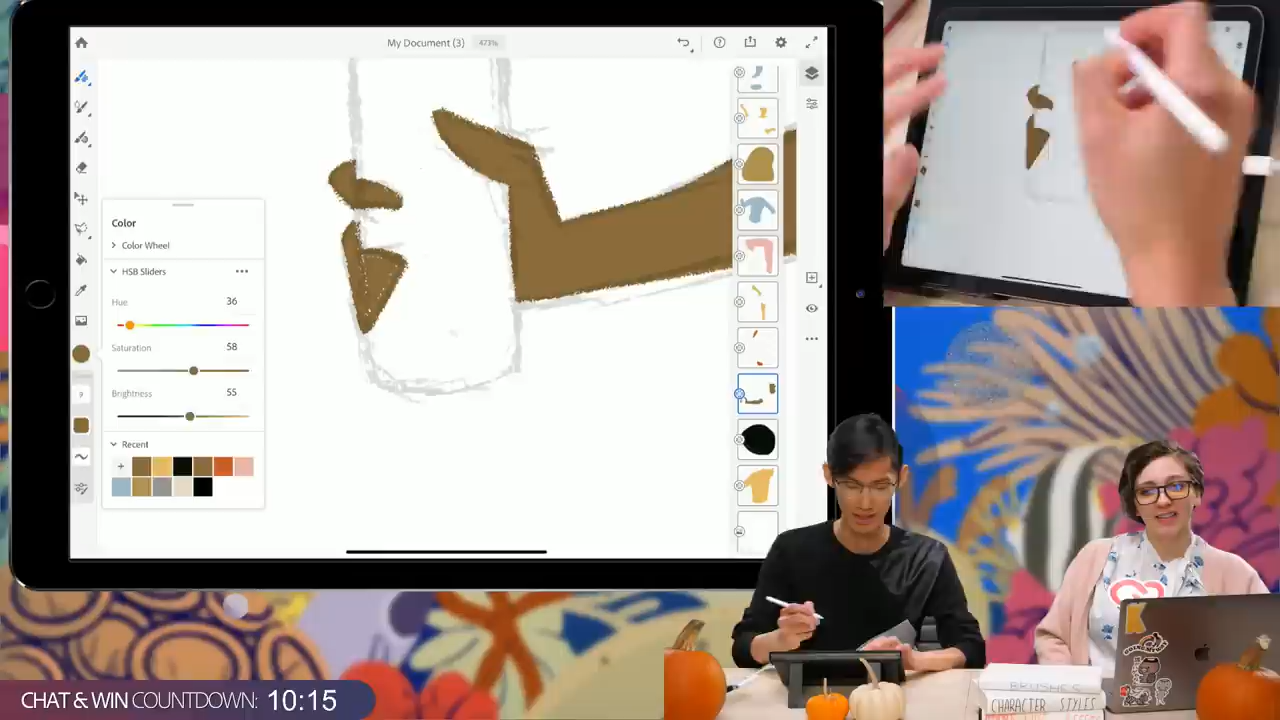 My Document (3) 473%
Color
Color Wheel
HSB Sliders
Hue 36
Saturation 58
Brightness 55
Recent
9
K
BRUSHES
CHARACTER STYLES
CHAT & WIN COUNTDOWN: 10:15